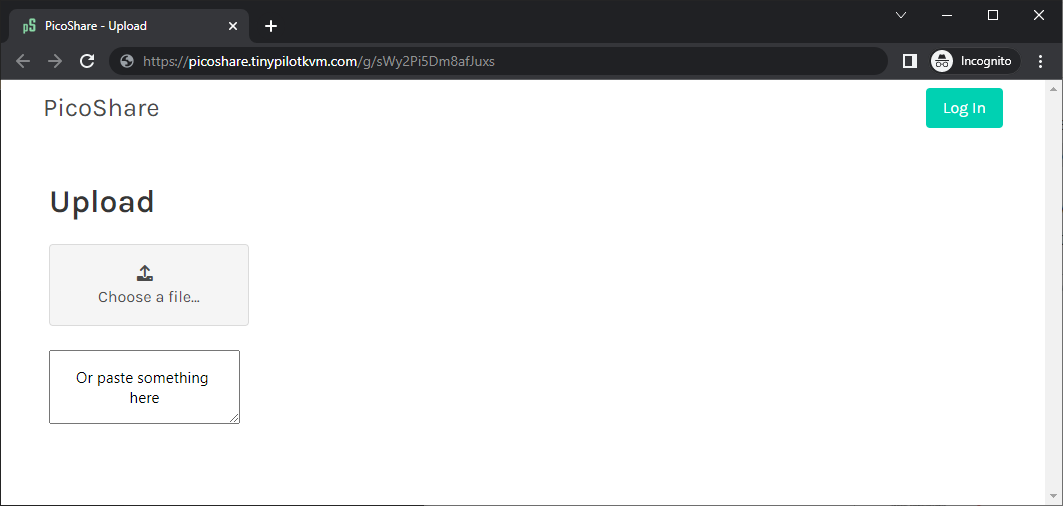 pS PicoShare - Upload
https://picoshare.tinypilotkvm.com/g/sWy2Pi5Dm8afJuxs
Incognito
PicoShare
Log In
Upload
Choose a file...
Or paste something
here